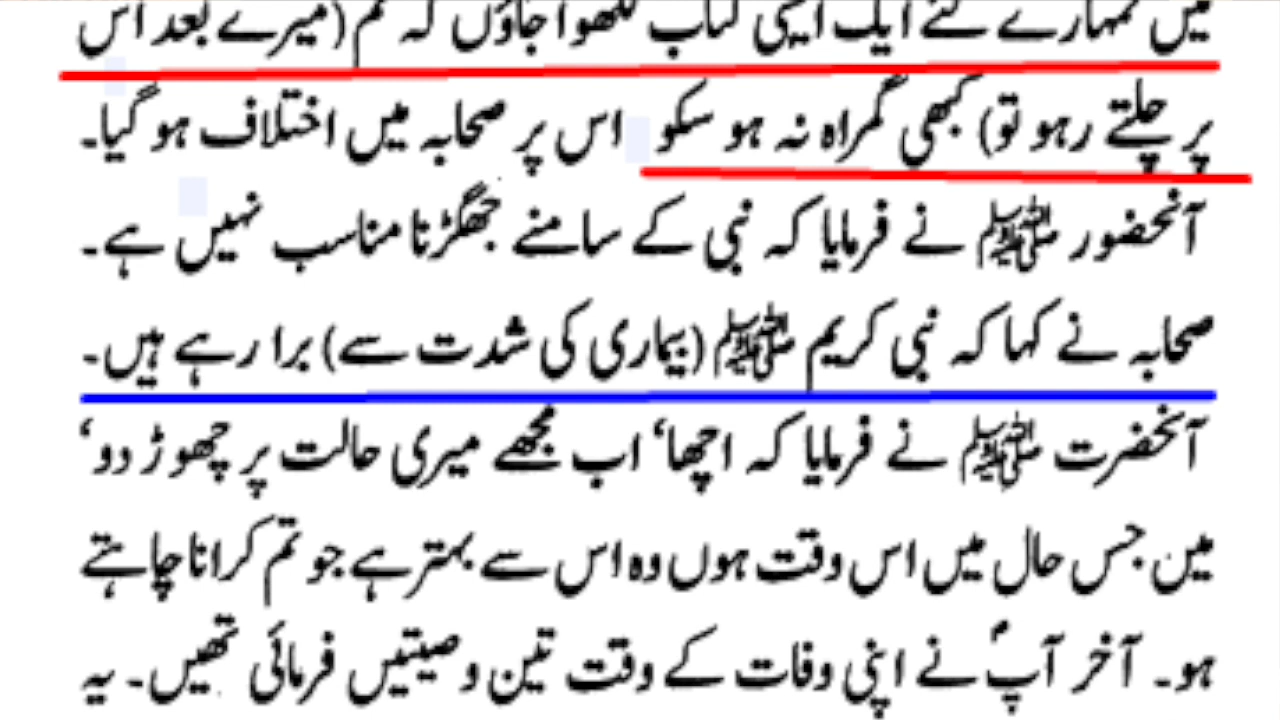 میں تمہارے لئے ایک ایسی کتاب لکھوا جاؤں کہ تم (میرے بعد اس
پر چلتے رہو تو) کبھی گمراہ نہ ہو سکو اس پر صحابہ میں اختلاف ہو گیا۔
آنحضور ﷺ نے فرمایا کہ نبی کے سامنے جھگڑنا مناسب نہیں ہے۔
صحابہ نے کہا کہ نبی کریم ﷺ (بیماری کی شدت سے) برا رہے ہیں۔
آنحضرت ﷺ نے فرمایا کہ اچھا‘ اب مجھے میری حالت پر چھوڑ دو‘
میں جس حال میں اس وقت ہوں وہ اس سے بہتر ہے جو تم کرانا چاہتے
ہو۔ آخر آپؐ نے اپنی وفات کے وقت تین وصیتیں فرمائی تھیں۔ یہ